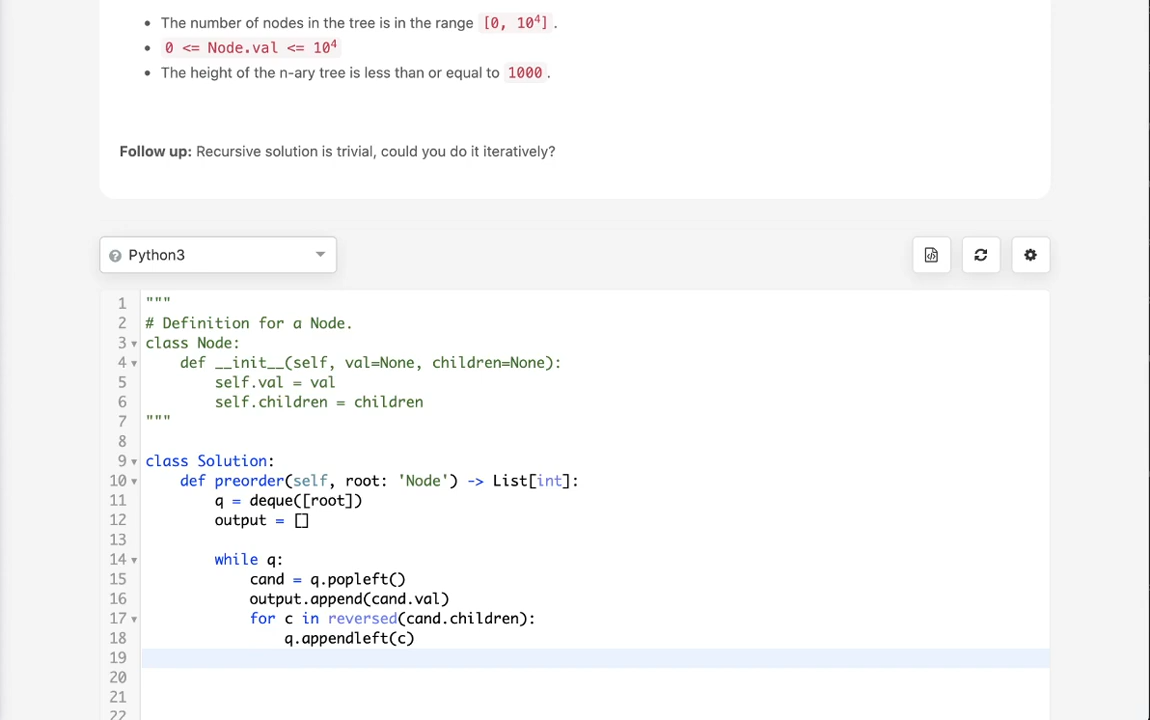 The number of nodes in the tree is in the range [0, 10⁴] .
0 <= Node.val <= 10⁴
The height of the n-ary tree is less than or equal to 1000 .
Follow up: Recursive solution is trivial, could you do it iteratively?
Python3
1 """
2 # Definition for a Node.
3 class Node:
4     def __init__(self, val=None, children=None):
5         self.val = val
6         self.children = children
7 """
8
9 class Solution:
10     def preorder(self, root: 'Node') -> List[int]:
11         q = deque([root])
12         output = []
13
14         while q:
15             cand = q.popleft()
16             output.append(cand.val)
17             for c in reversed(cand.children):
18                 q.appendleft(c)
19
20
21
22